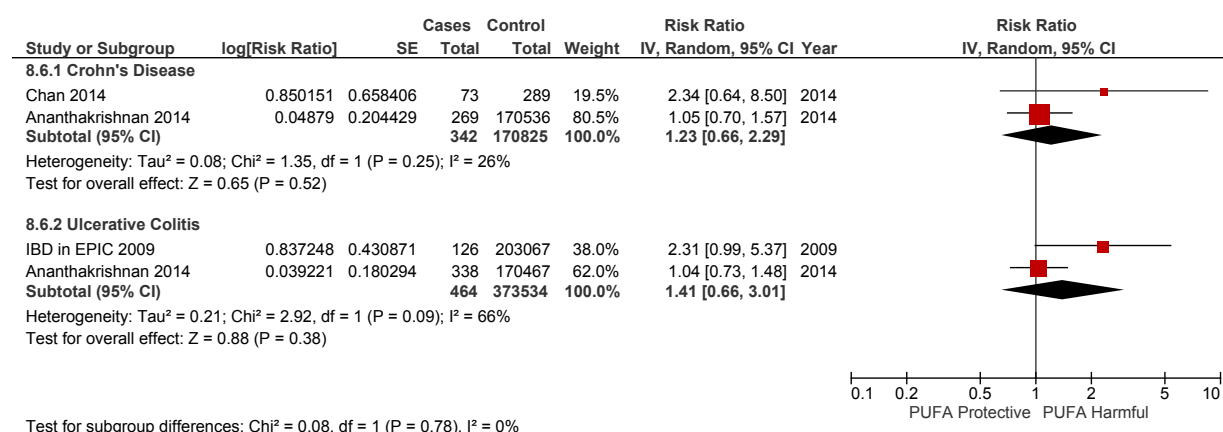 Cases Control Risk Ratio Risk Ratio
Study or Subgroup log[Risk Ratio] SE Total Total Weight IV, Random, 95% CI Year IV, Random, 95% CI
8.6.1 Crohn's Disease
Chan 2014 0.850151 0.658406 73 289 19.5% 2.34 [0.64, 8.50] 2014
Ananthakrishnan 2014 0.04879 0.204429 269 170536 80.5% 1.05 [0.70, 1.57] 2014
Subtotal (95% CI) 342 170825 100.0% 1.23 [0.66, 2.29]
Heterogeneity: Tau² = 0.08; Chi² = 1.35, df = 1 (P = 0.25); I² = 26%
Test for overall effect: Z = 0.65 (P = 0.52)
8.6.2 Ulcerative Colitis
IBD in EPIC 2009 0.837248 0.430871 126 203067 38.0% 2.31 [0.99, 5.37] 2009
Ananthakrishnan 2014 0.039221 0.180294 338 170467 62.0% 1.04 [0.73, 1.48] 2014
Subtotal (95% CI) 464 373534 100.0% 1.41 [0.66, 3.01]
Heterogeneity: Tau² = 0.21; Chi² = 2.92, df = 1 (P = 0.09); I² = 66%
Test for overall effect: Z = 0.88 (P = 0.38)
0.1 0.2 0.5 1 2 5 10
PUFA Protective PUFA Harmful
Test for subgroup differences: Chi² = 0.08, df = 1 (P = 0.78), I² = 0%